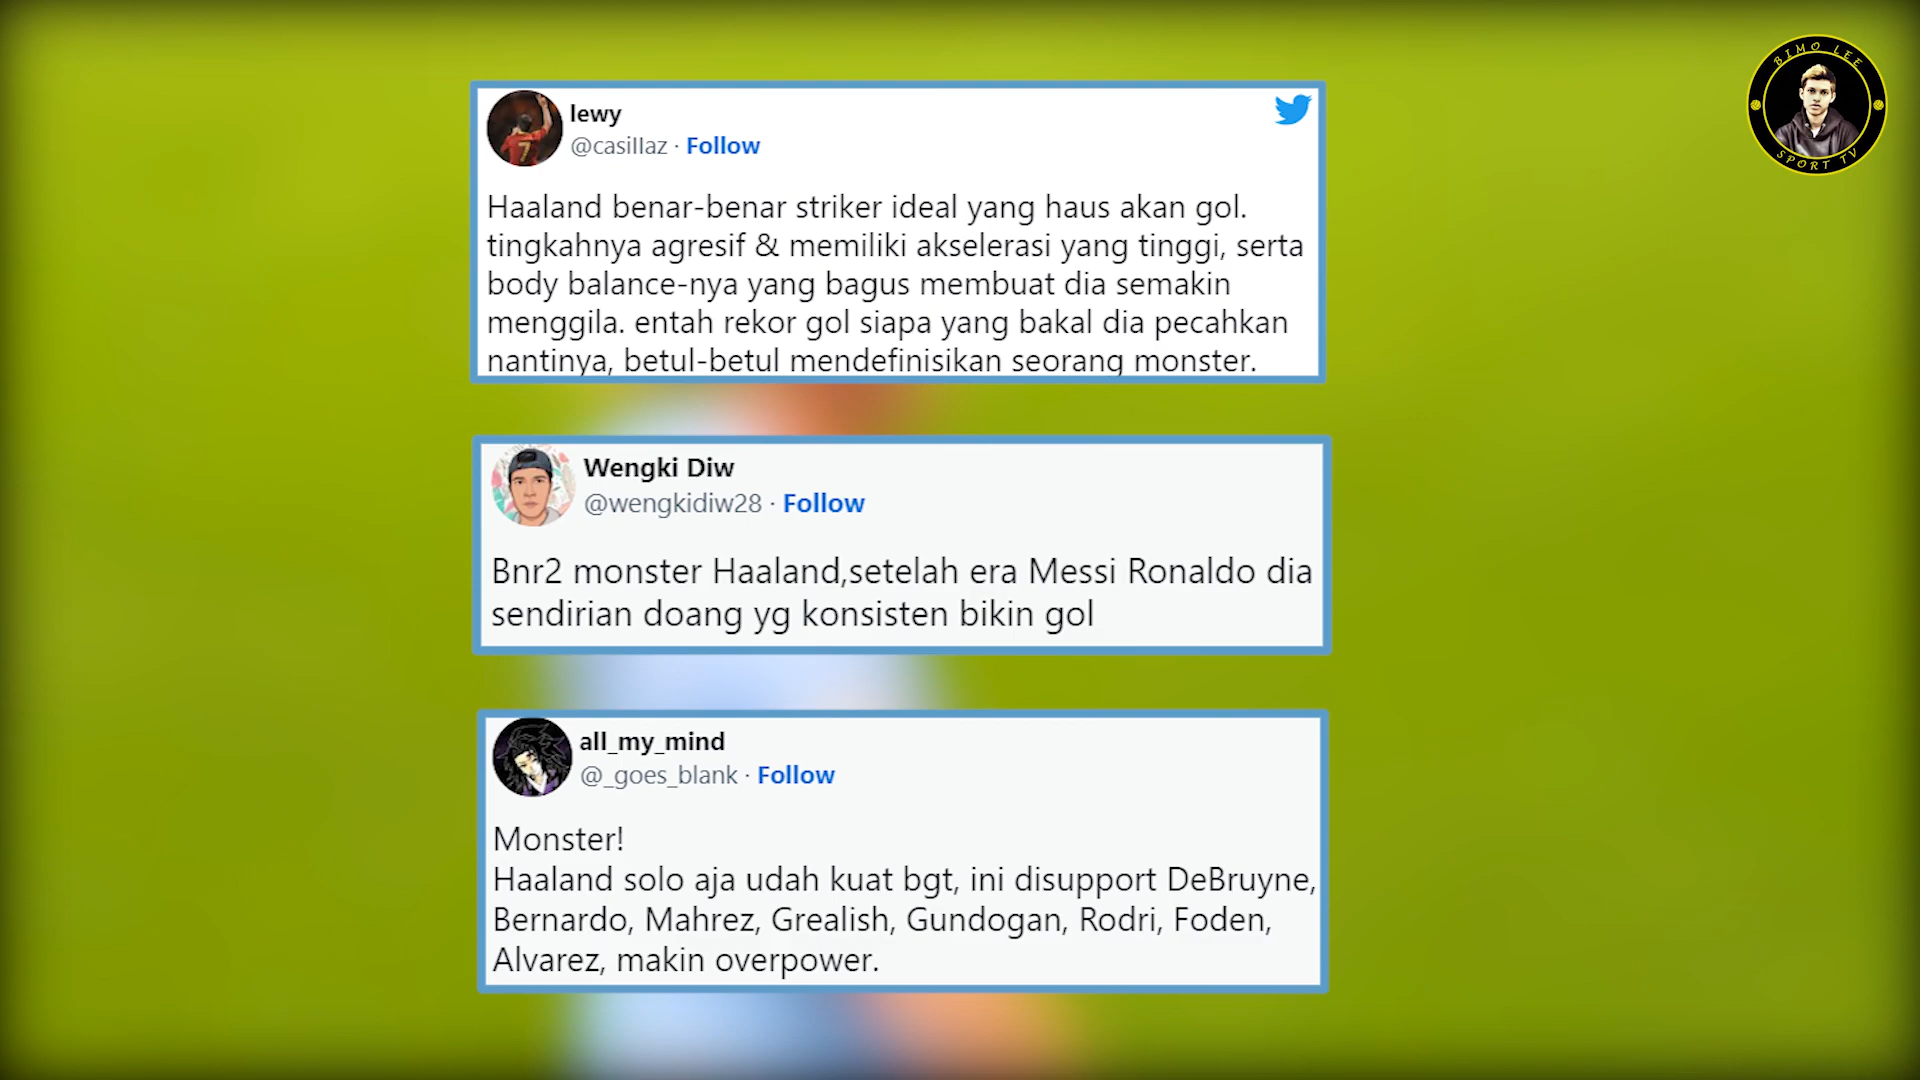 BIMO LEE
SPORT TV
lewy
@casillaz · Follow
Haaland benar-benar striker ideal yang haus akan gol.
tingkahnya agresif & memiliki akselerasi yang tinggi, serta
body balance-nya yang bagus membuat dia semakin
menggila. entah rekor gol siapa yang bakal dia pecahkan
nantinya, betul-betul mendefinisikan seorang monster.
Wengki Diw
@wengkidiw28 · Follow
Bnr2 monster Haaland,setelah era Messi Ronaldo dia
sendirian doang yg konsisten bikin gol
all_my_mind
@_goes_blank · Follow
Monster!
Haaland solo aja udah kuat bgt, ini disupport DeBruyne,
Bernardo, Mahrez, Grealish, Gundogan, Rodri, Foden,
Alvarez, makin overpower.